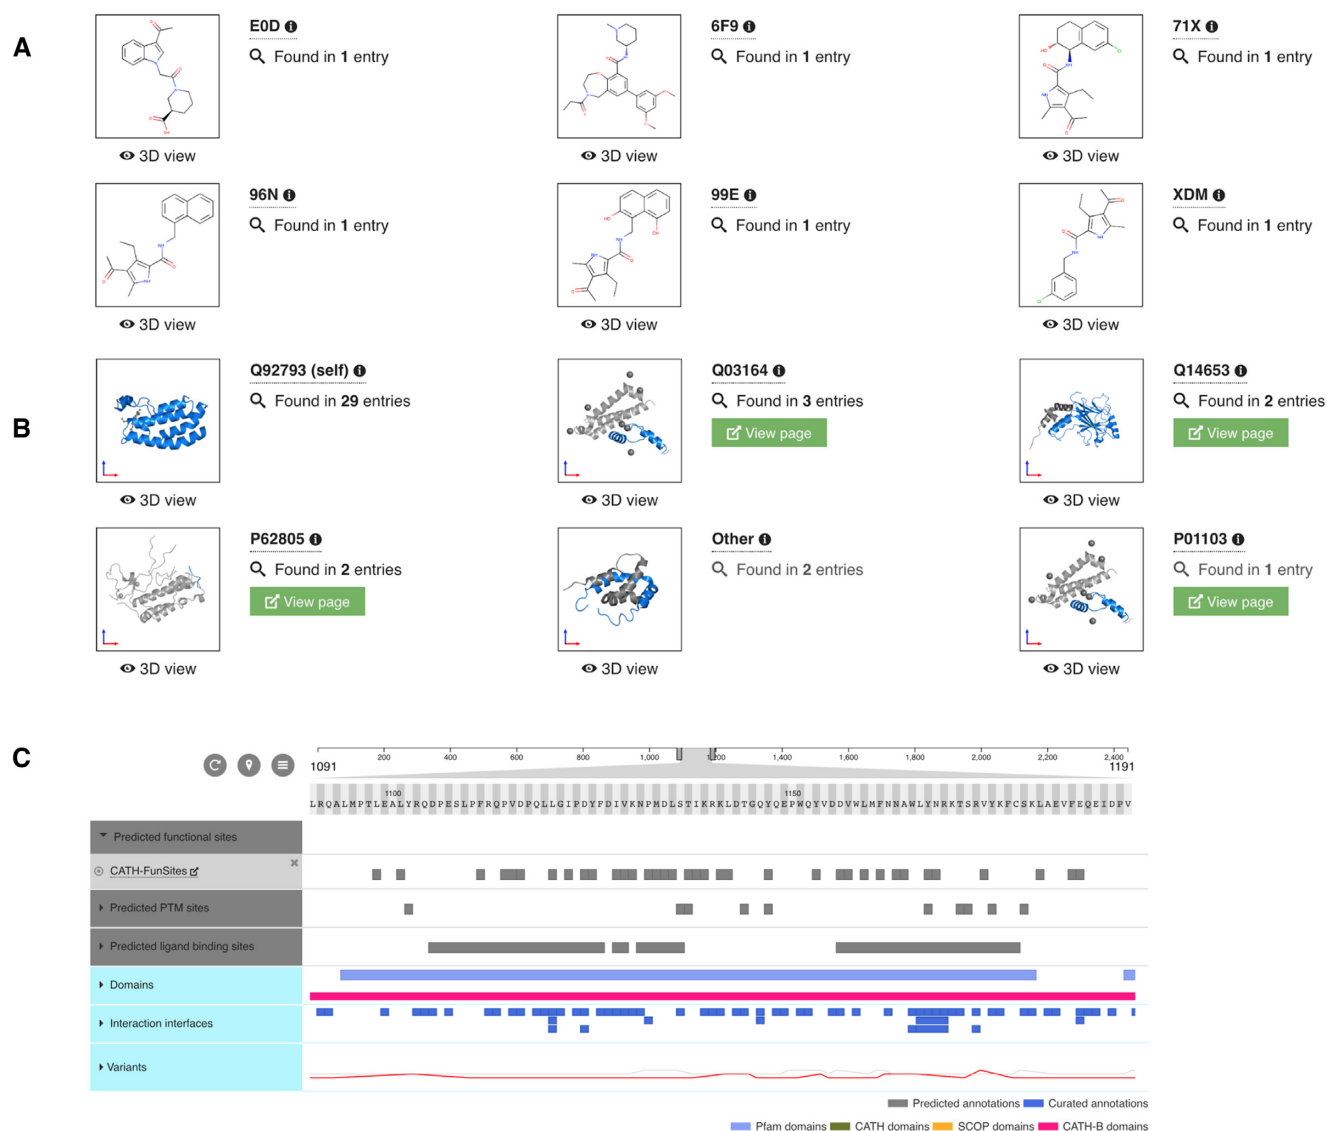 A
E0D
Found in 1 entry
3D view
6F9
Found in 1 entry
3D view
71X
Found in 1 entry
3D view
96N
Found in 1 entry
3D view
99E
Found in 1 entry
3D view
XDM
Found in 1 entry
3D view
B
Q92793 (self)
Found in 29 entries
3D view
Q03164
Found in 3 entries
View page
3D view
Q14653
Found in 2 entries
View page
3D view
P62805
Found in 2 entries
View page
3D view
Other
Found in 2 entries
3D view
P01103
Found in 1 entry
View page
3D view
C
200 400 600 800 1,000 1,200 1,400 1,600 1,800 2,000 2,200 2,400
1091 1191
1100 1150
LRQALMPTLEALYRQDPESLPFRQPVDPQLLGIPDYFDIVKNPMDLSTIKRKLDTGQYQEPWQYVDDVWLMFNNAWLYNRKTSRVYKFCSKLAEVFEQEIDPV
Predicted functional sites
CATH-FunSites
Predicted PTM sites
Predicted ligand binding sites
Domains
Interaction interfaces
Variants
Predicted annotations Curated annotations
Pfam domains CATH domains SCOP domains CATH-B domains